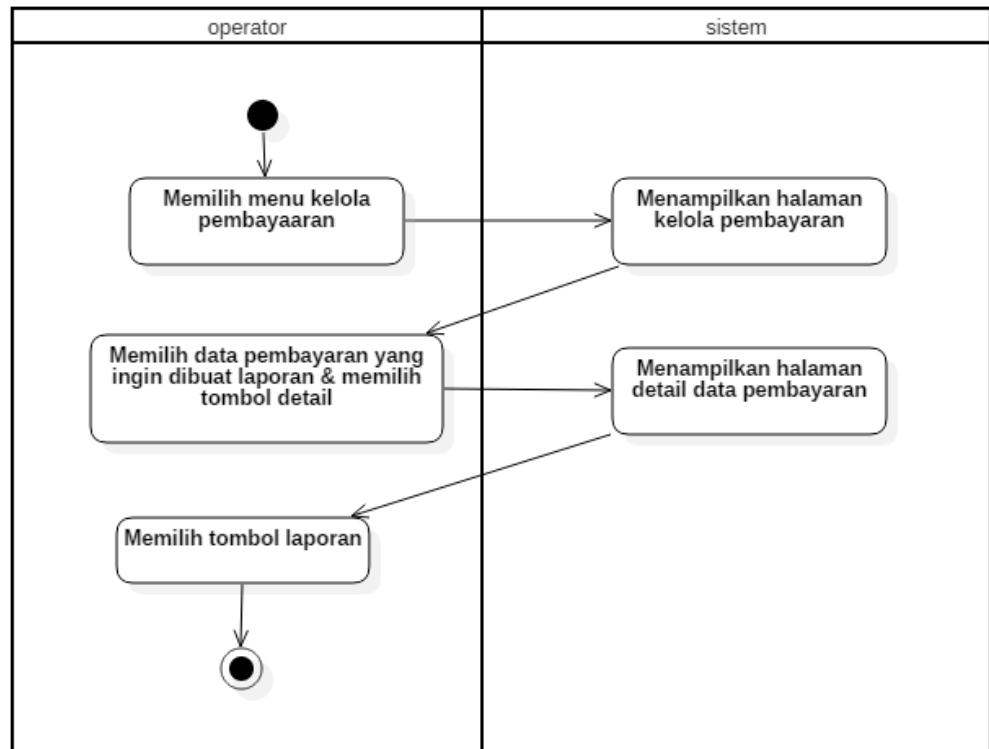 operator
sistem
Memilih menu kelola
pembayaaran
Menampilkan halaman
kelola pembayaran
Memilih data pembayaran yang
ingin dibuat laporan & memilih
tombol detail
Menampilkan halaman
detail data pembayaran
Memilih tombol laporan